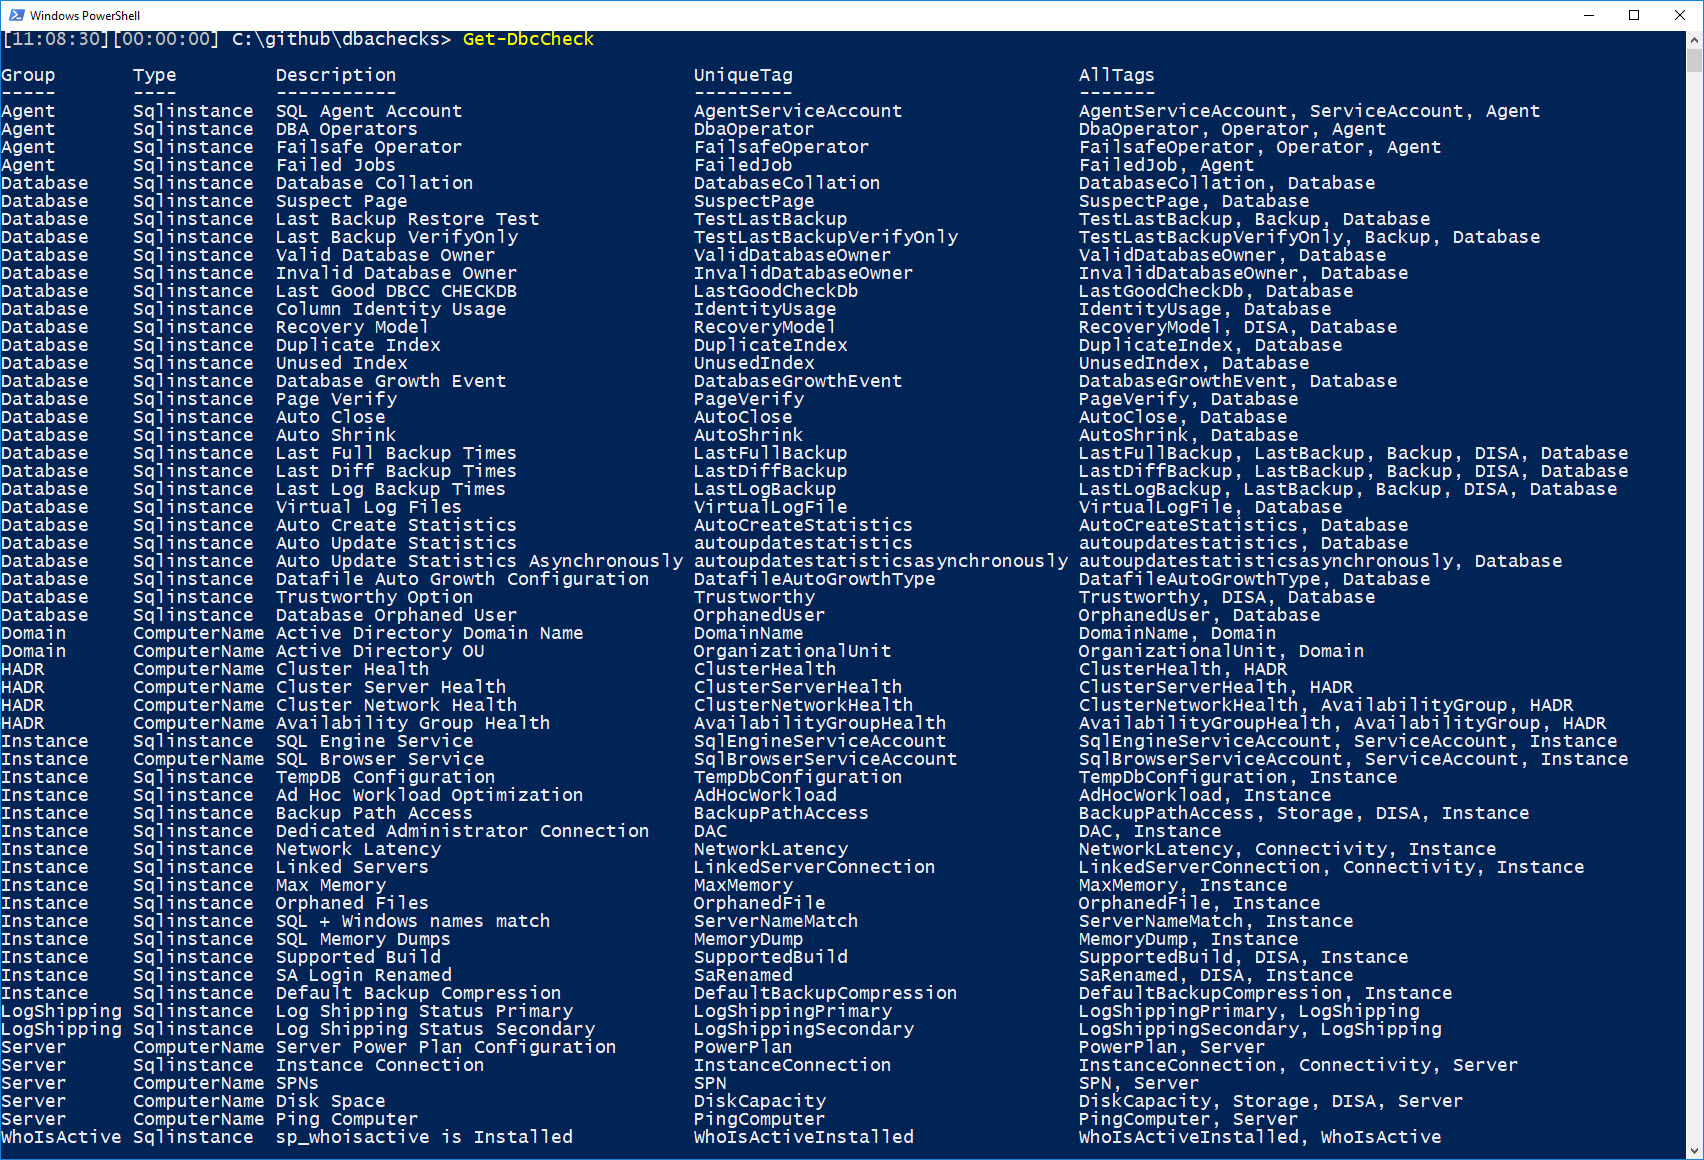 Windows PowerShell
[11:08:30][00:00:00] C:\github\dbachecks> Get-DbcCheck
Group Type Description UniqueTag AllTags
----- ---- ----------- --------- -------
Agent Sqlinstance SQL Agent Account AgentServiceAccount AgentServiceAccount, ServiceAccount, Agent
Agent Sqlinstance DBA Operators DbaOperator DbaOperator, Operator, Agent
Agent Sqlinstance Failsafe Operator FailsafeOperator FailsafeOperator, Operator, Agent
Agent Sqlinstance Failed Jobs FailedJob FailedJob, Agent
Database Sqlinstance Database Collation DatabaseCollation DatabaseCollation, Database
Database Sqlinstance Suspect Page SuspectPage SuspectPage, Database
Database Sqlinstance Last Backup Restore Test TestLastBackup TestLastBackup, Backup, Database
Database Sqlinstance Last Backup VerifyOnly TestLastBackupVerifyOnly TestLastBackupVerifyOnly, Backup, Database
Database Sqlinstance Valid Database Owner ValidDatabaseOwner ValidDatabaseOwner, Database
Database Sqlinstance Invalid Database Owner InvalidDatabaseOwner InvalidDatabaseOwner, Database
Database Sqlinstance Last Good DBCC CHECKDB LastGoodCheckDb LastGoodCheckDb, Database
Database Sqlinstance Column Identity Usage IdentityUsage IdentityUsage, Database
Database Sqlinstance Recovery Model RecoveryModel RecoveryModel, DISA, Database
Database Sqlinstance Duplicate Index DuplicateIndex DuplicateIndex, Database
Database Sqlinstance Unused Index UnusedIndex UnusedIndex, Database
Database Sqlinstance Database Growth Event DatabaseGrowthEvent DatabaseGrowthEvent, Database
Database Sqlinstance Page Verify PageVerify PageVerify, Database
Database Sqlinstance Auto Close AutoClose AutoClose, Database
Database Sqlinstance Auto Shrink AutoShrink AutoShrink, Database
Database Sqlinstance Last Full Backup Times LastFullBackup LastFullBackup, LastBackup, Backup, DISA, Database
Database Sqlinstance Last Diff Backup Times LastDiffBackup LastDiffBackup, LastBackup, Backup, DISA, Database
Database Sqlinstance Last Log Backup Times LastLogBackup LastLogBackup, LastBackup, Backup, DISA, Database
Database Sqlinstance Virtual Log Files VirtualLogFile VirtualLogFile, Database
Database Sqlinstance Auto Create Statistics AutoCreateStatistics AutoCreateStatistics, Database
Database Sqlinstance Auto Update Statistics autoupdatestatistics autoupdatestatistics, Database
Database Sqlinstance Auto Update Statistics Asynchronously autoupdatestatisticsasynchronously autoupdatestatisticsasynchronously, Database
Database Sqlinstance Datafile Auto Growth Configuration DatafileAutoGrowthType DatafileAutoGrowthType, Database
Database Sqlinstance Trustworthy Option Trustworthy Trustworthy, DISA, Database
Database Sqlinstance Database Orphaned User OrphanedUser OrphanedUser, Database
Domain ComputerName Active Directory Domain Name DomainName DomainName, Domain
Domain ComputerName Active Directory OU OrganizationalUnit OrganizationalUnit, Domain
HADR ComputerName Cluster Health ClusterHealth ClusterHealth, HADR
HADR ComputerName Cluster Server Health ClusterServerHealth ClusterServerHealth, HADR
HADR ComputerName Cluster Network Health ClusterNetworkHealth ClusterNetworkHealth, AvailabilityGroup, HADR
HADR ComputerName Availability Group Health AvailabilityGroupHealth AvailabilityGroupHealth, AvailabilityGroup, HADR
Instance Sqlinstance SQL Engine Service SqlEngineServiceAccount SqlEngineServiceAccount, ServiceAccount, Instance
Instance ComputerName SQL Browser Service SqlBrowserServiceAccount SqlBrowserServiceAccount, ServiceAccount, Instance
Instance Sqlinstance TempDB Configuration TempDbConfiguration TempDbConfiguration, Instance
Instance Sqlinstance Ad Hoc Workload Optimization AdHocWorkload AdHocWorkload, Instance
Instance Sqlinstance Backup Path Access BackupPathAccess BackupPathAccess, Storage, DISA, Instance
Instance Sqlinstance Dedicated Administrator Connection DAC DAC, Instance
Instance Sqlinstance Network Latency NetworkLatency NetworkLatency, Connectivity, Instance
Instance Sqlinstance Linked Servers LinkedServerConnection LinkedServerConnection, Connectivity, Instance
Instance Sqlinstance Max Memory MaxMemory MaxMemory, Instance
Instance Sqlinstance Orphaned Files OrphanedFile OrphanedFile, Instance
Instance Sqlinstance SQL + Windows names match ServerNameMatch ServerNameMatch, Instance
Instance Sqlinstance SQL Memory Dumps MemoryDump MemoryDump, Instance
Instance Sqlinstance Supported Build SupportedBuild SupportedBuild, DISA, Instance
Instance Sqlinstance SA Login Renamed SaRenamed SaRenamed, DISA, Instance
Instance Sqlinstance Default Backup Compression DefaultBackupCompression DefaultBackupCompression, Instance
LogShipping Sqlinstance Log Shipping Status Primary LogShippingPrimary LogShippingPrimary, LogShipping
LogShipping Sqlinstance Log Shipping Status Secondary LogShippingSecondary LogShippingSecondary, LogShipping
Server ComputerName Server Power Plan Configuration PowerPlan PowerPlan, Server
Server Sqlinstance Instance Connection InstanceConnection InstanceConnection, Connectivity, Server
Server ComputerName SPNs SPN SPN, Server
Server ComputerName Disk Space DiskCapacity DiskCapacity, Storage, DISA, Server
Server ComputerName Ping Computer PingComputer PingComputer, Server
WhoIsActive Sqlinstance sp_whoisactive is Installed WhoIsActiveInstalled WhoIsActiveInstalled, WhoIsActive